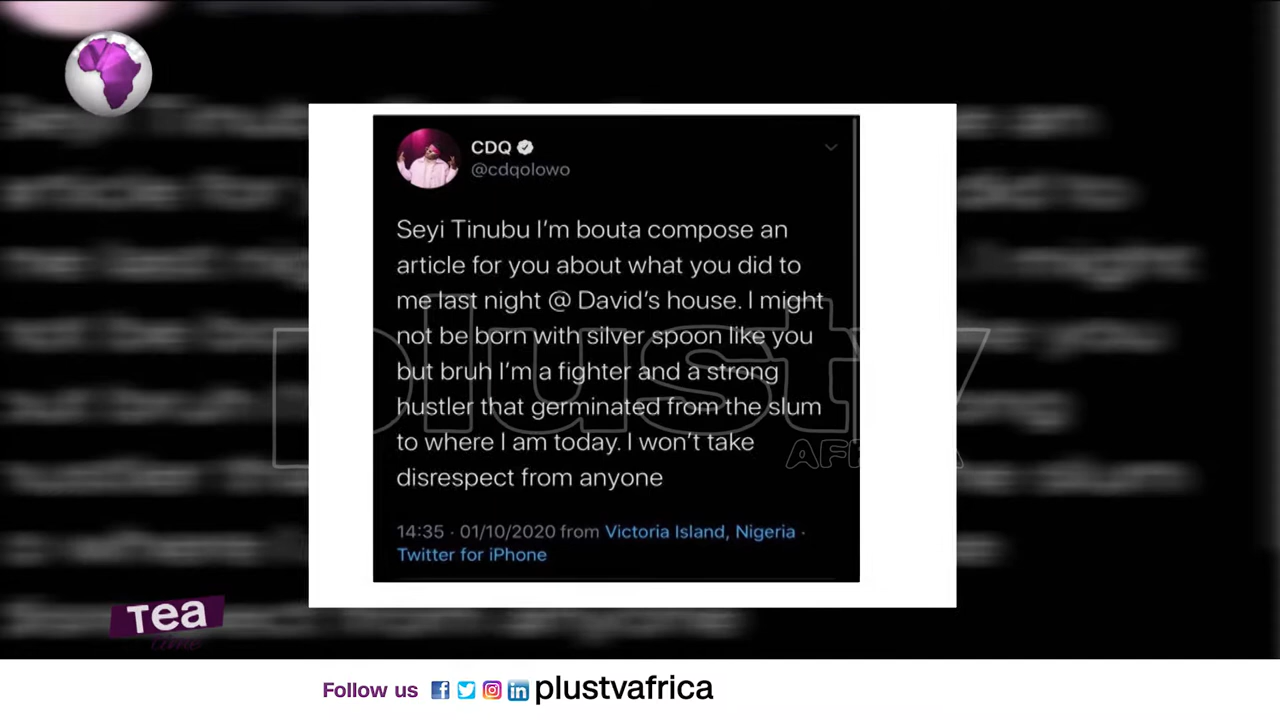 CDQ
@cdqolowo
Seyi Tinubu I'm bouta compose an
article for you about what you did to
me last night @ David's house. I might
not be born with silver spoon like you
but bruh I'm a fighter and a strong
hustler that germinated from the slum
to where I am today. I won't take
disrespect from anyone
14:35 · 01/10/2020 from Victoria Island, Nigeria ·
Twitter for iPhone
plustv
AFR
Tea
Follow us plustvafrica